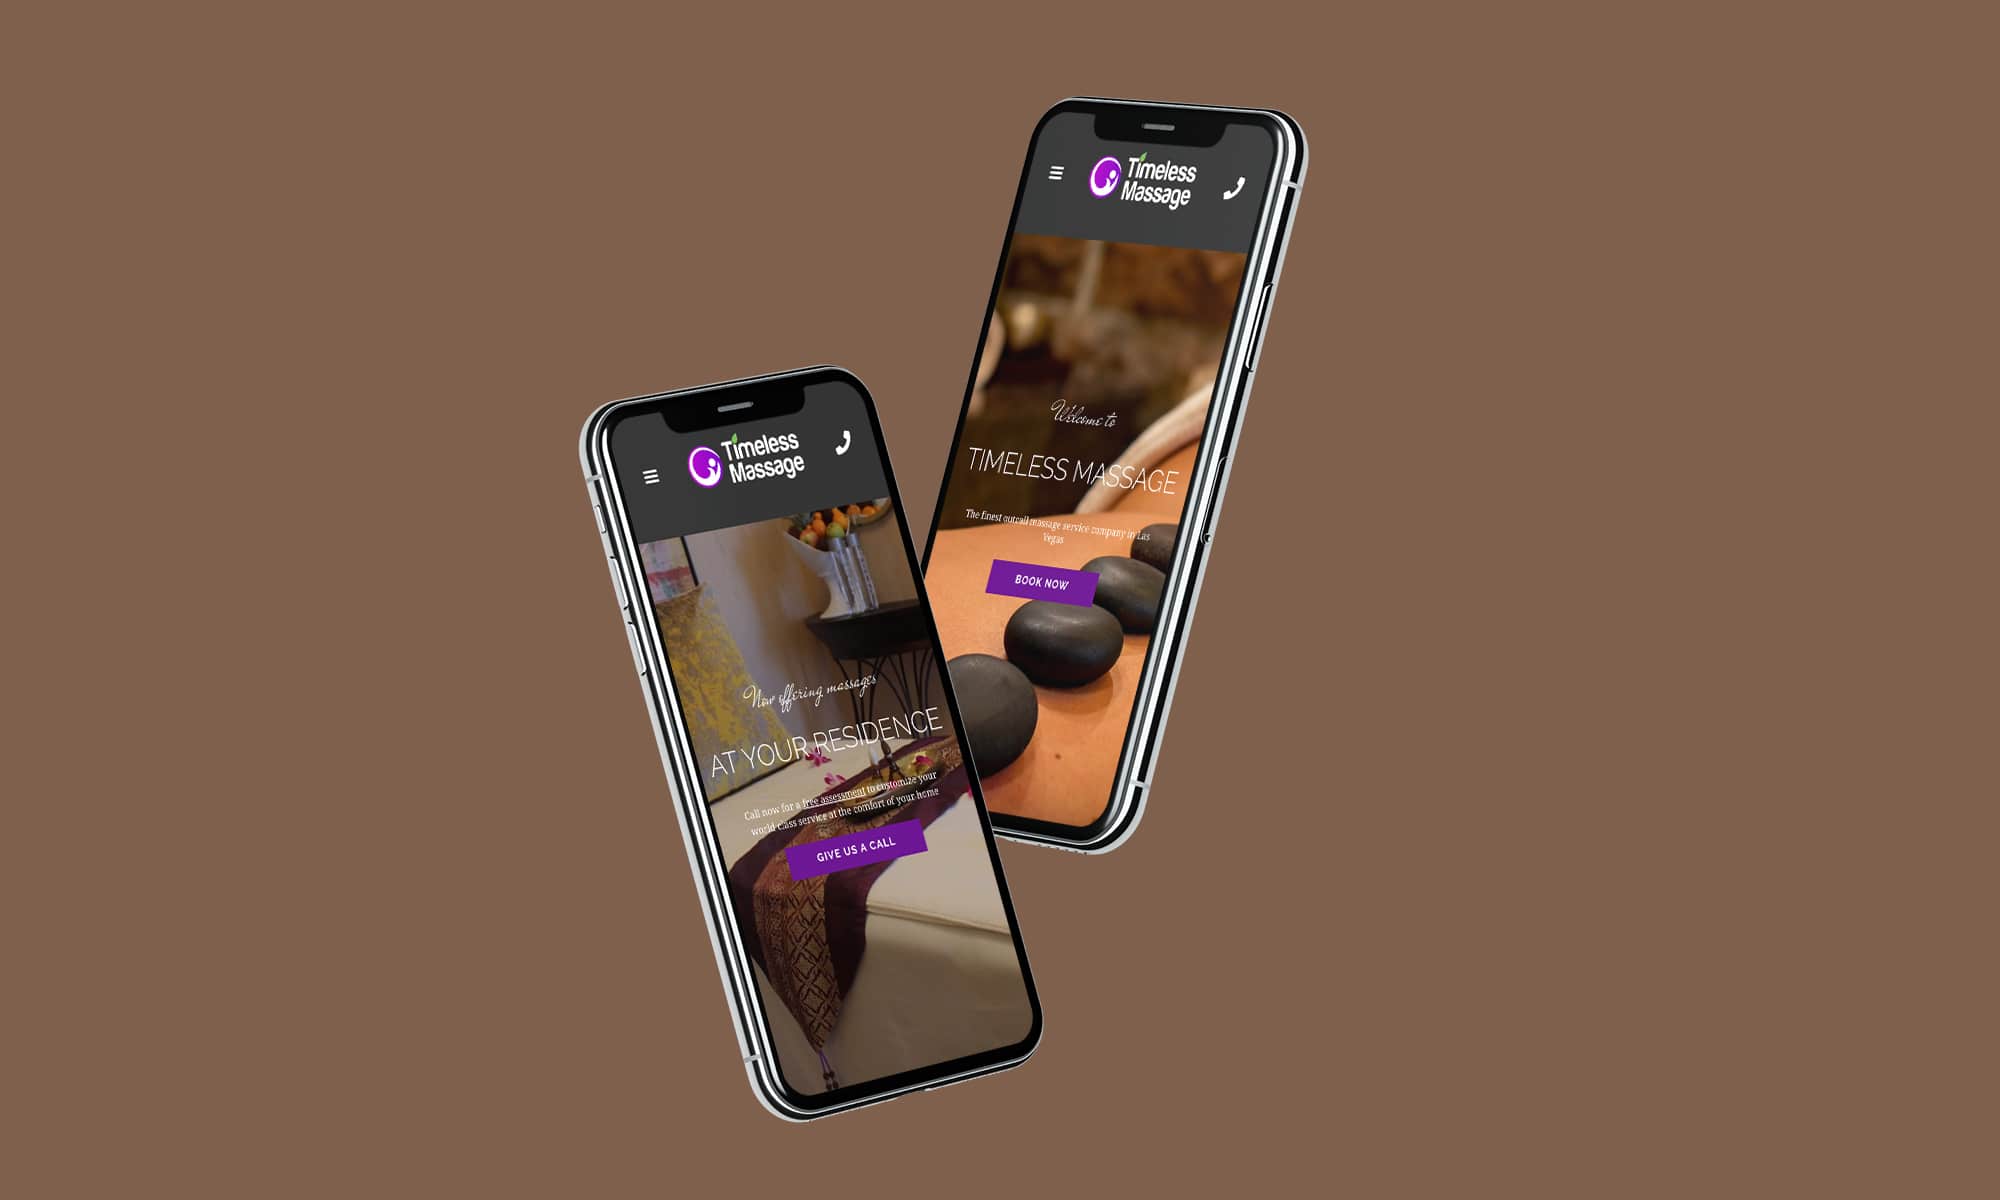 Timeless
Massage
Now offering massages
AT YOUR RESIDENCE
Call now for a free assessment to customize your
world class service at the comfort of your home
GIVE US A CALL
Timeless
Massage
Welcome to
TIMELESS MASSAGE
The finest outcall massage service company in Las
Vegas
BOOK NOW